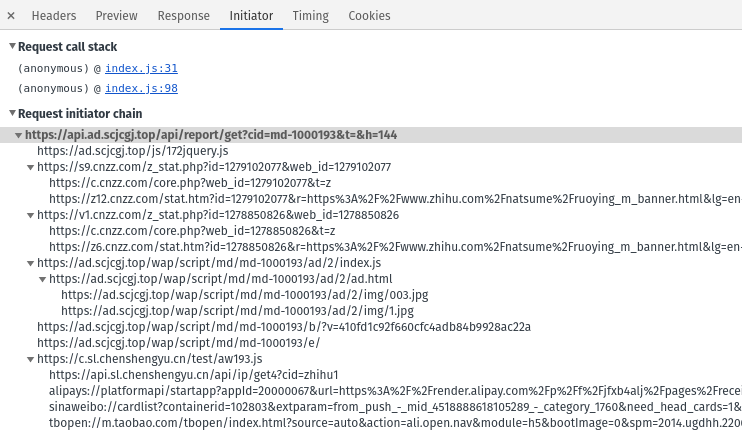 × Headers Preview Response Initiator Timing Cookies
▼Request call stack
(anonymous) @ index.js:31
(anonymous) @ index.js:98
▼Request initiator chain
▼https://api.ad.scjcgj.top/api/report/get?cid=md-1000193&t=&h=144
https://ad.scjcgj.top/js/172jquery.js
▼https://s9.cnzz.com/z_stat.php?id=1279102077&web_id=1279102077
https://c.cnzz.com/core.php?web_id=1279102077&t=z
https://z12.cnzz.com/stat.htm?id=1279102077&r=https%3A%2F%2Fwww.zhihu.com%2Fnatsume%2Fruoying_m_banner.html&lg=en-
▼https://v1.cnzz.com/z_stat.php?id=1278850826&web_id=1278850826
https://c.cnzz.com/core.php?web_id=1278850826&t=z
https://z6.cnzz.com/stat.htm?id=1278850826&r=https%3A%2F%2Fwww.zhihu.com%2Fnatsume%2Fruoying_m_banner.html&lg=en-
▼https://ad.scjcgj.top/wap/script/md/md-1000193/ad/2/index.js
▼https://ad.scjcgj.top/wap/script/md/md-1000193/ad/2/ad.html
https://ad.scjcgj.top/wap/script/md/md-1000193/ad/2/img/003.jpg
https://ad.scjcgj.top/wap/script/md/md-1000193/ad/2/img/1.jpg
https://ad.scjcgj.top/wap/script/md/md-1000193/b/?v=410fd1c92f660cfc4adb84b9928ac22a
https://ad.scjcgj.top/wap/script/md/md-1000193/e/
▼https://c.sl.chenshengyu.cn/test/aw193.js
https://api.sl.chenshengyu.cn/api/ip/get4?cid=zhihu1
alipays://platformapi/startapp?appId=20000067&url=https%3A%2F%2Frender.alipay.com%2Fp%2Ff%2Fjfxb4alj%2Fpages%2Frecei
sinaweibo://cardlist?containerid=102803&extparam=from_push_-_mid_4518888618105289_-_category_1760&need_head_cards=1&
tbopen://m.taobao.com/tbopen/index.html?source=auto&action=ali.open.nav&module=h5&bootImage=0&spm=2014.ugdhh.220